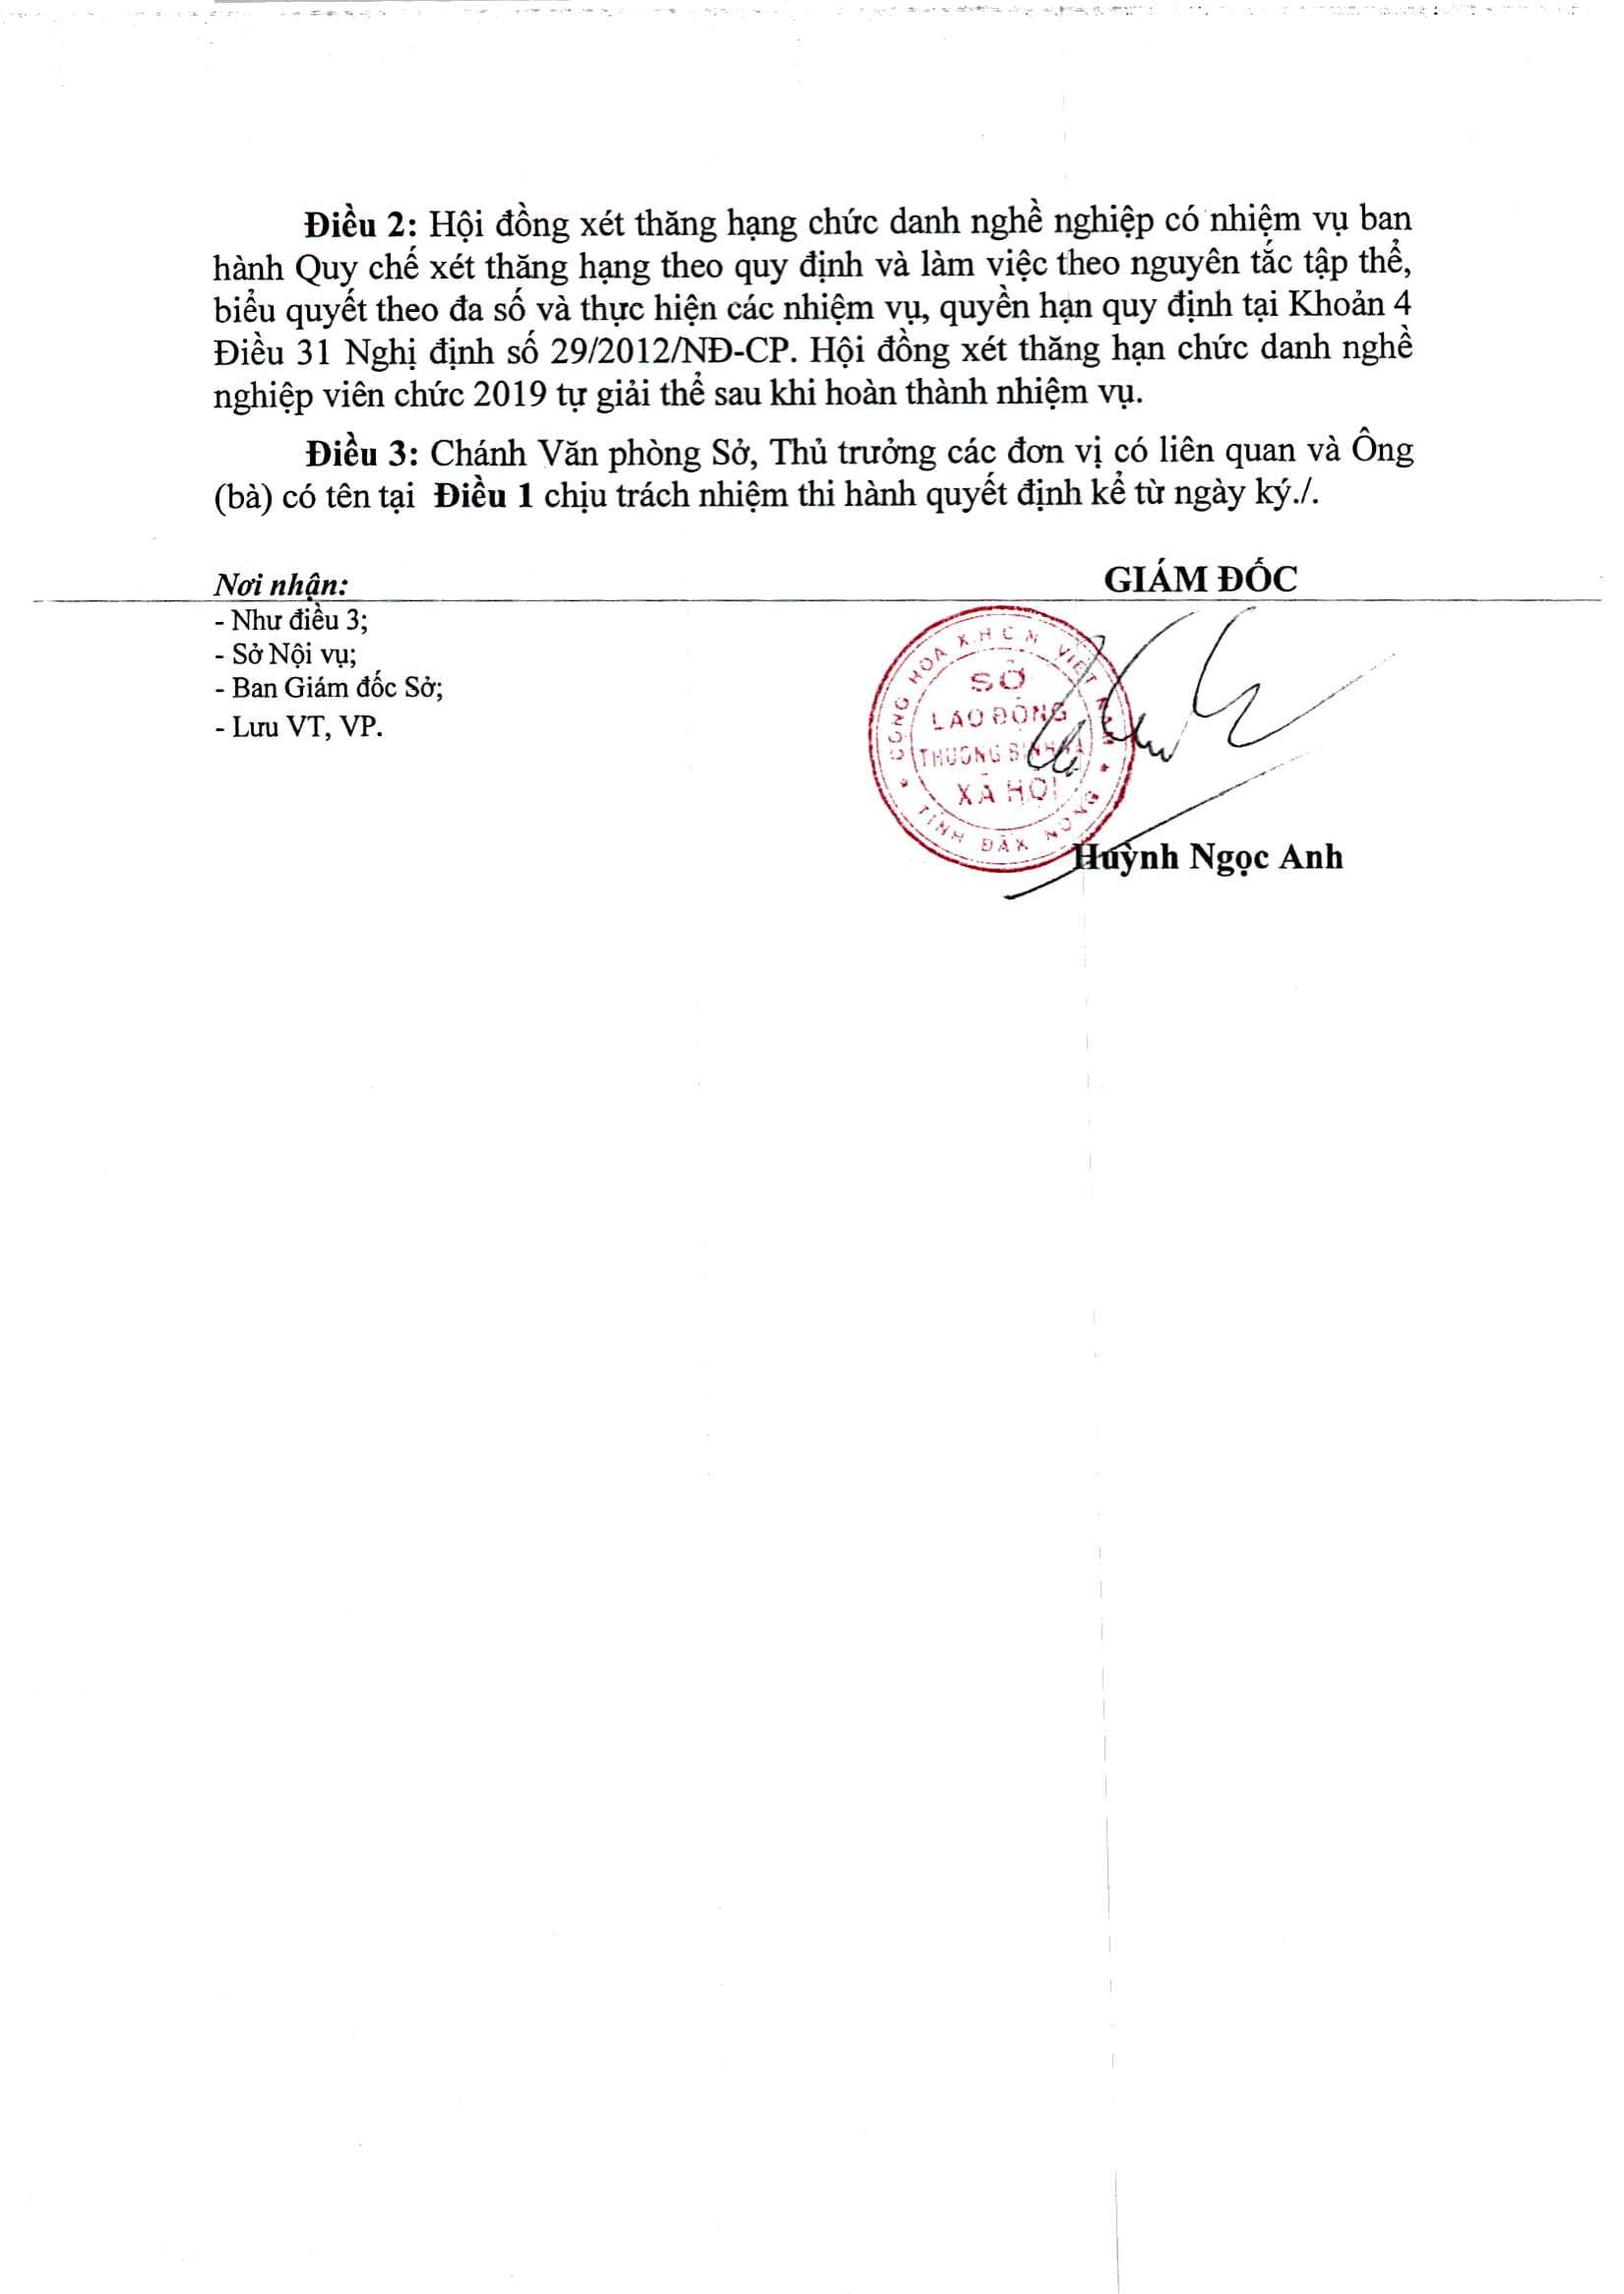 Điều 2: Hội đồng xét thăng hạng chức danh nghề nghiệp có nhiệm vụ ban
hành Quy chế xét thăng hạng theo quy định và làm việc theo nguyên tắc tập thể,
biểu quyết theo đa số và thực hiện các nhiệm vụ, quyền hạn quy định tại Khoản 4
Điều 31 Nghị định số 29/2012/NĐ-CP. Hội đồng xét thăng hạn chức danh nghề
nghiệp viên chức 2019 tự giải thể sau khi hoàn thành nhiệm vụ.
Điều 3: Chánh Văn phòng Sở, Thủ trưởng các đơn vị có liên quan và Ông
(bà) có tên tại Điều 1 chịu trách nhiệm thi hành quyết định kể từ ngày ký./.
Nơi nhận:
- Như điều 3;
- Sở Nội vụ;
- Ban Giám đốc Sở;
- Lưu VT, VP.
GIÁM ĐỐC
CỘNG HÒA X.H.C.N VIỆT NAM
SỞ
LAO ĐỘNG
THƯƠNG BINH
XÃ HỘI
TỈNH ĐĂK NÔNG
Huỳnh Ngọc Anh